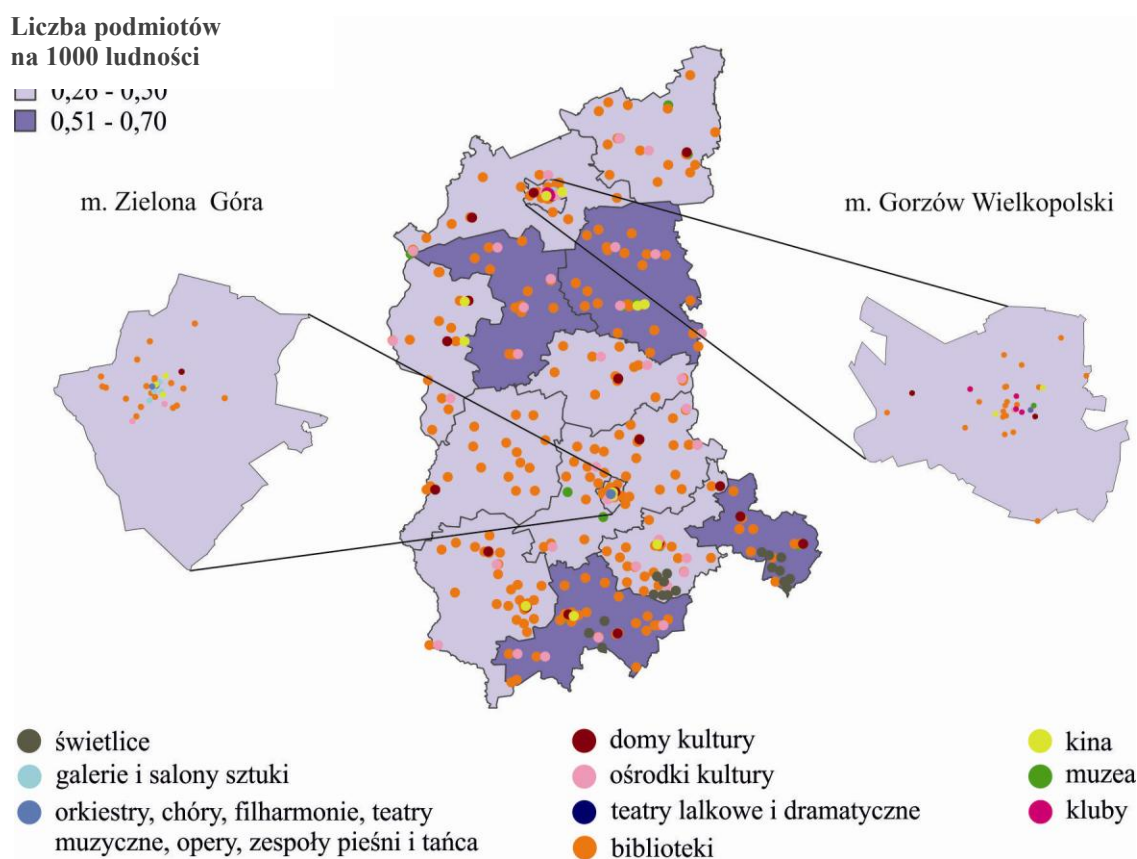 Liczba podmiotów
na 1000 ludności
0,26 - 0,50
0,51 - 0,70
m. Zielona Góra
m. Gorzów Wielkopolski
świetlice
galerie i salony sztuki
orkiestry, chóry, filharmonie, teatry
muzyczne, opery, zespoły pieśni i tańca
domy kultury
ośrodki kultury
teatry lalkowe i dramatyczne
biblioteki
kina
muzea
kluby